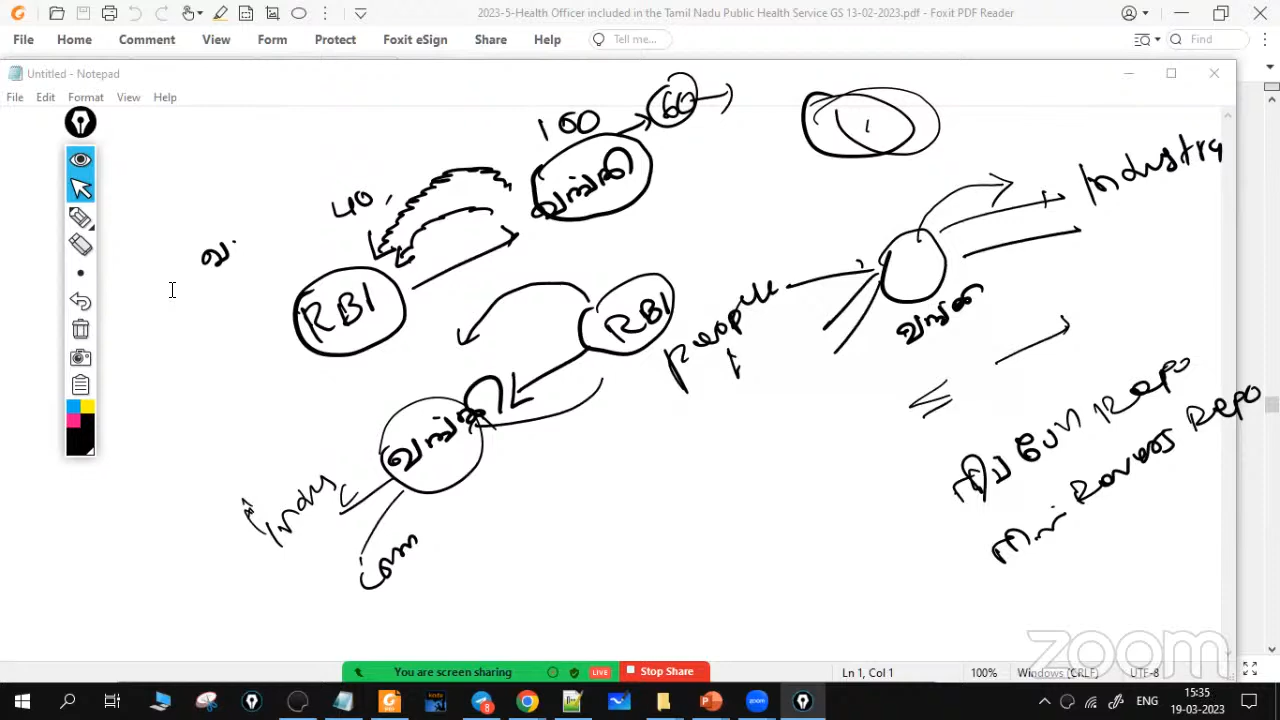 2023-5-Health Officer included in the Tamil Nadu Public Health Service GS 13-02-2023.pdf - Foxit PDF Reader
File Home Comment View Form Protect Foxit eSign Share Help Tell me... Find
Untitled - Notepad
File Edit Format View Help
100
60
40,
வங்கி
Industry
வ
RBI
RBI
people
வங்கி
வங்கி
Repo
Repo
Indus
com
zoom
You are screen sharing LIVE Stop Share
Ln 1, Col 1 100% Windows (CRLF) UTF-8
ENG 15:35
19-03-2023